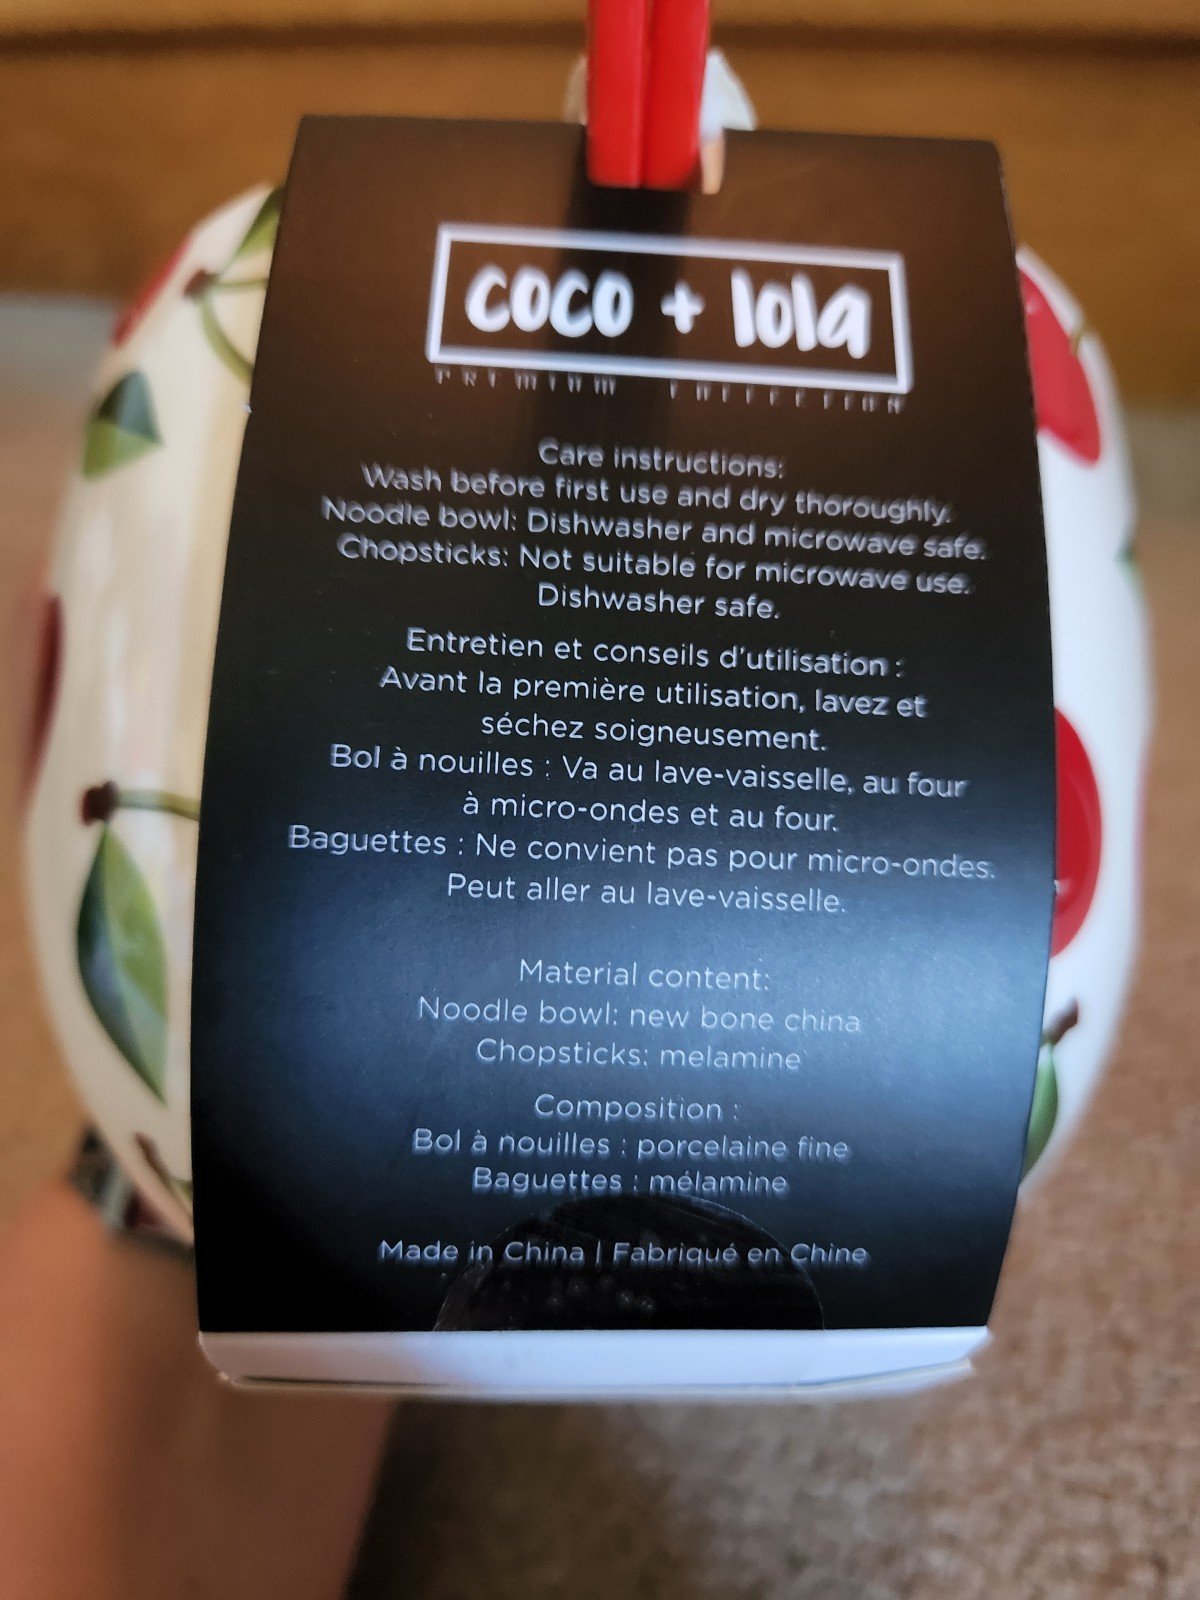 coco + lola
PREMIUM COLLECTION
Care instructions:
Wash before first use and dry thoroughly.
Noodle bowl: Dishwasher and microwave safe.
Chopsticks: Not suitable for microwave use.
Dishwasher safe.
Entretien et conseils d'utilisation :
Avant la première utilisation, lavez et
séchez soigneusement.
Bol à nouilles : Va au lave-vaisselle, au four
à micro-ondes et au four.
Baguettes : Ne convient pas pour micro-ondes.
Peut aller au lave-vaisselle.
Material content:
Noodle bowl: new bone china
Chopsticks: melamine
Composition :
Bol à nouilles : porcelaine fine
Baguettes : mélamine
Made in China | Fabriqué en Chine